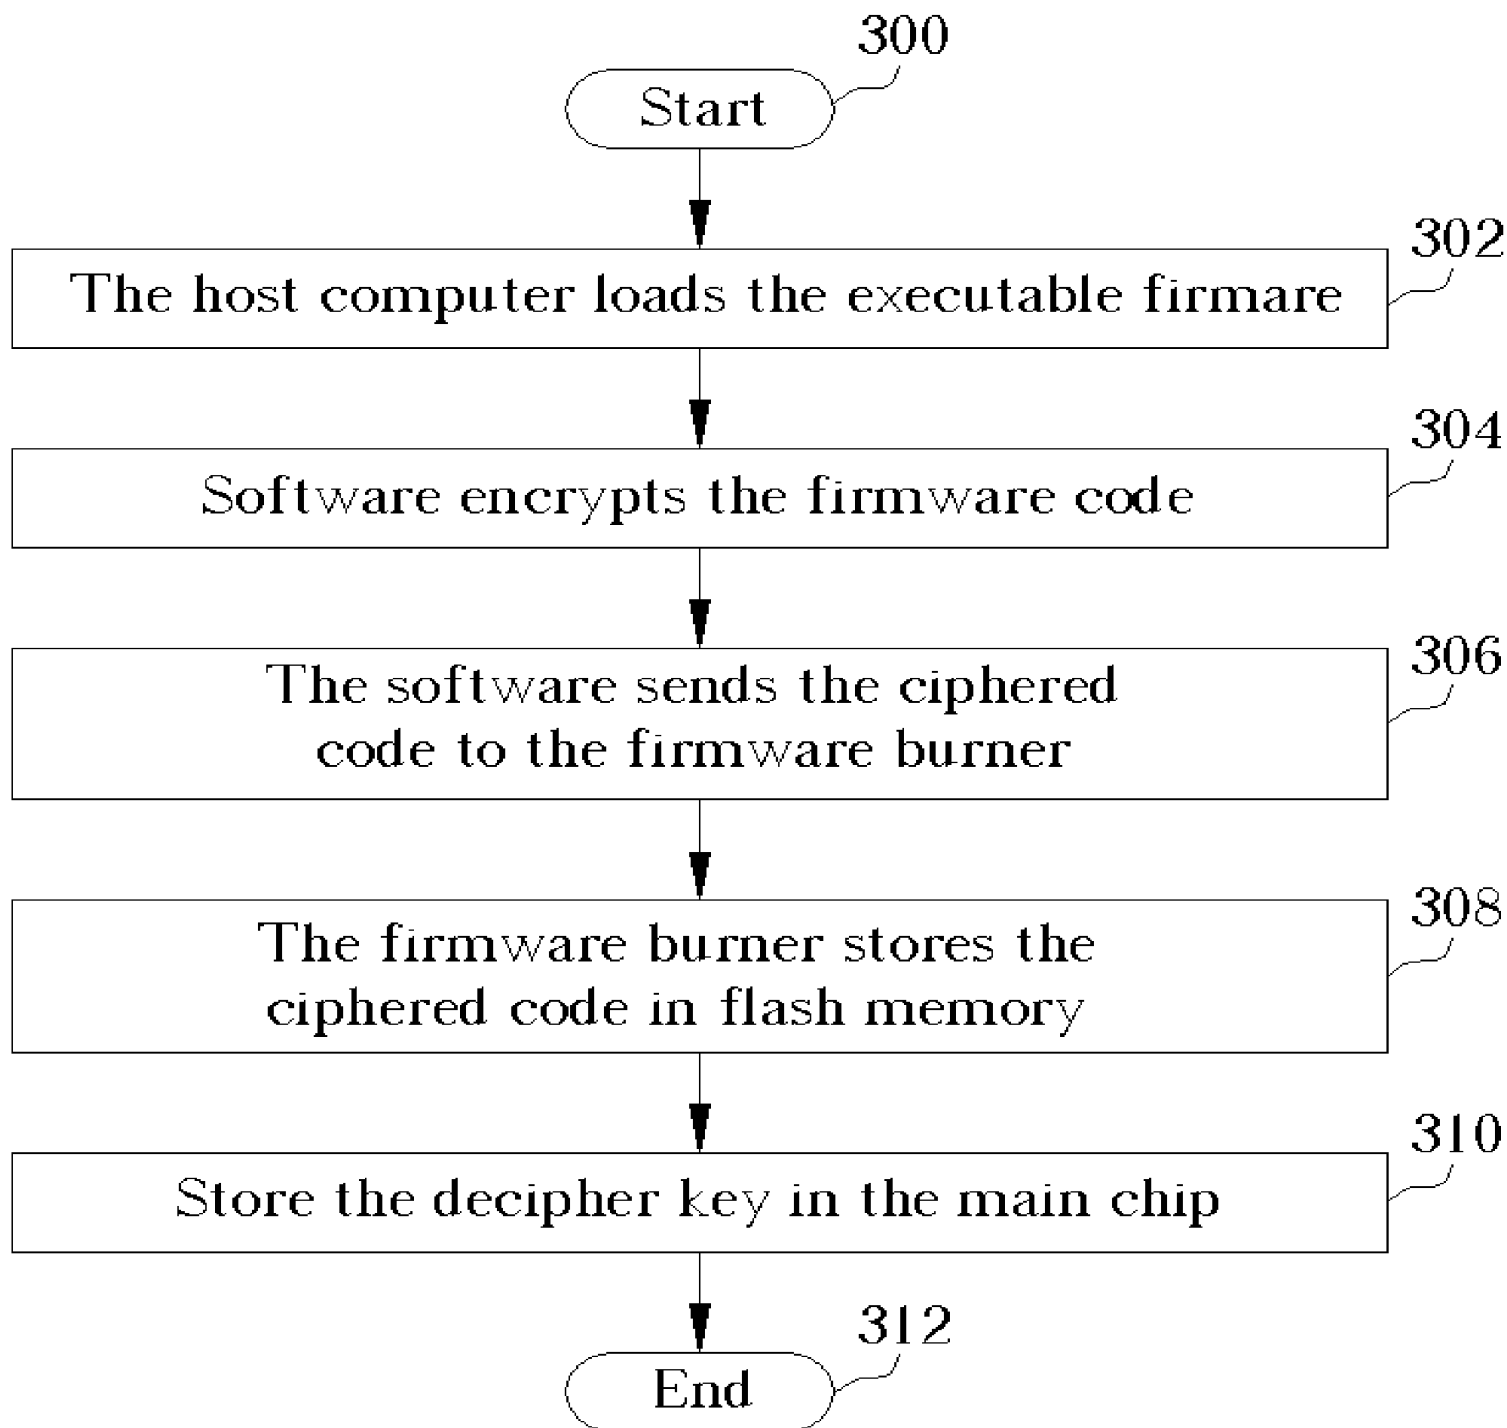 300
Start
302
The host computer loads the executable firmare
304
Software encrypts the firmware code
306
The software sends the ciphered
code to the firmware burner
308
The firmware burner stores the
ciphered code in flash memory
310
Store the decipher key in the main chip
312
End